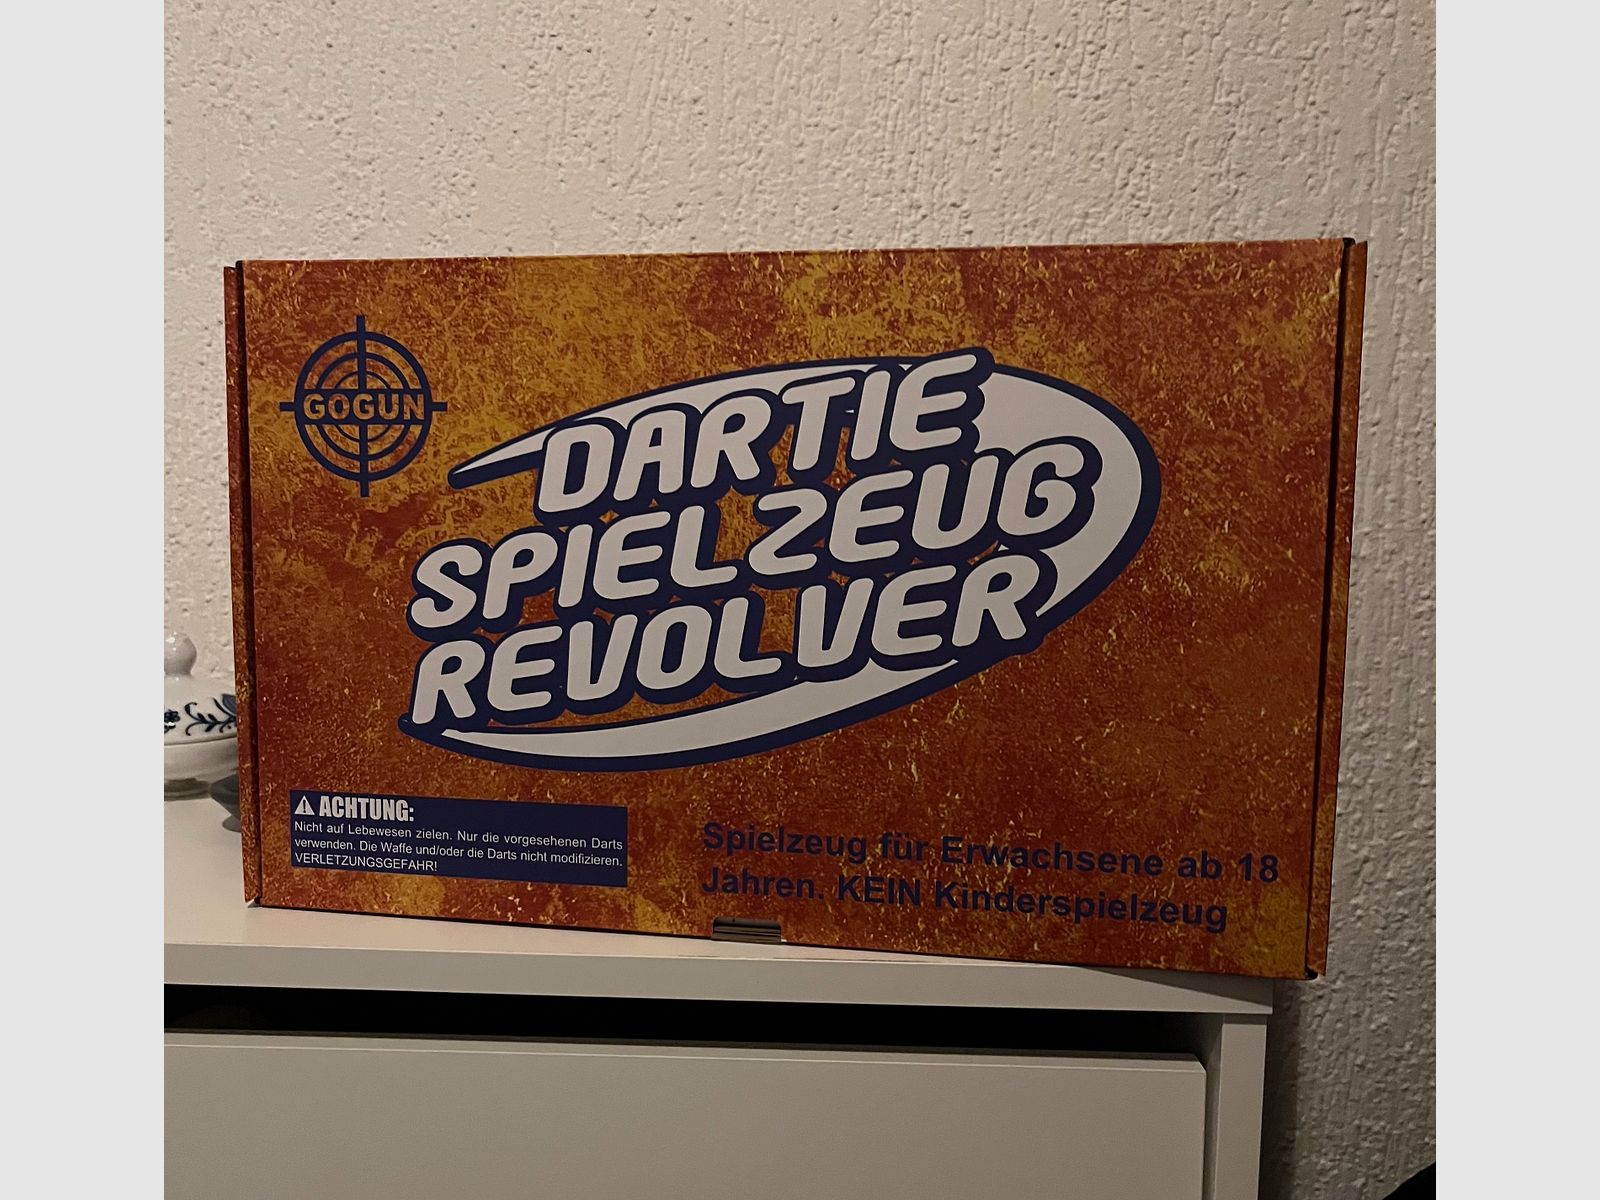 GOGUN
DARTIE
SPIELZEUG
REVOLVER
ACHTUNG:
Nicht auf Lebewesen zielen. Nur die vorgesehenen Darts
verwenden. Die Waffe und/oder die Darts nicht modifizieren.
VERLETZUNGSGEFAHR!
Spielzeug für Erwachsene ab 18
Jahren. KEIN Kinderspielzeug